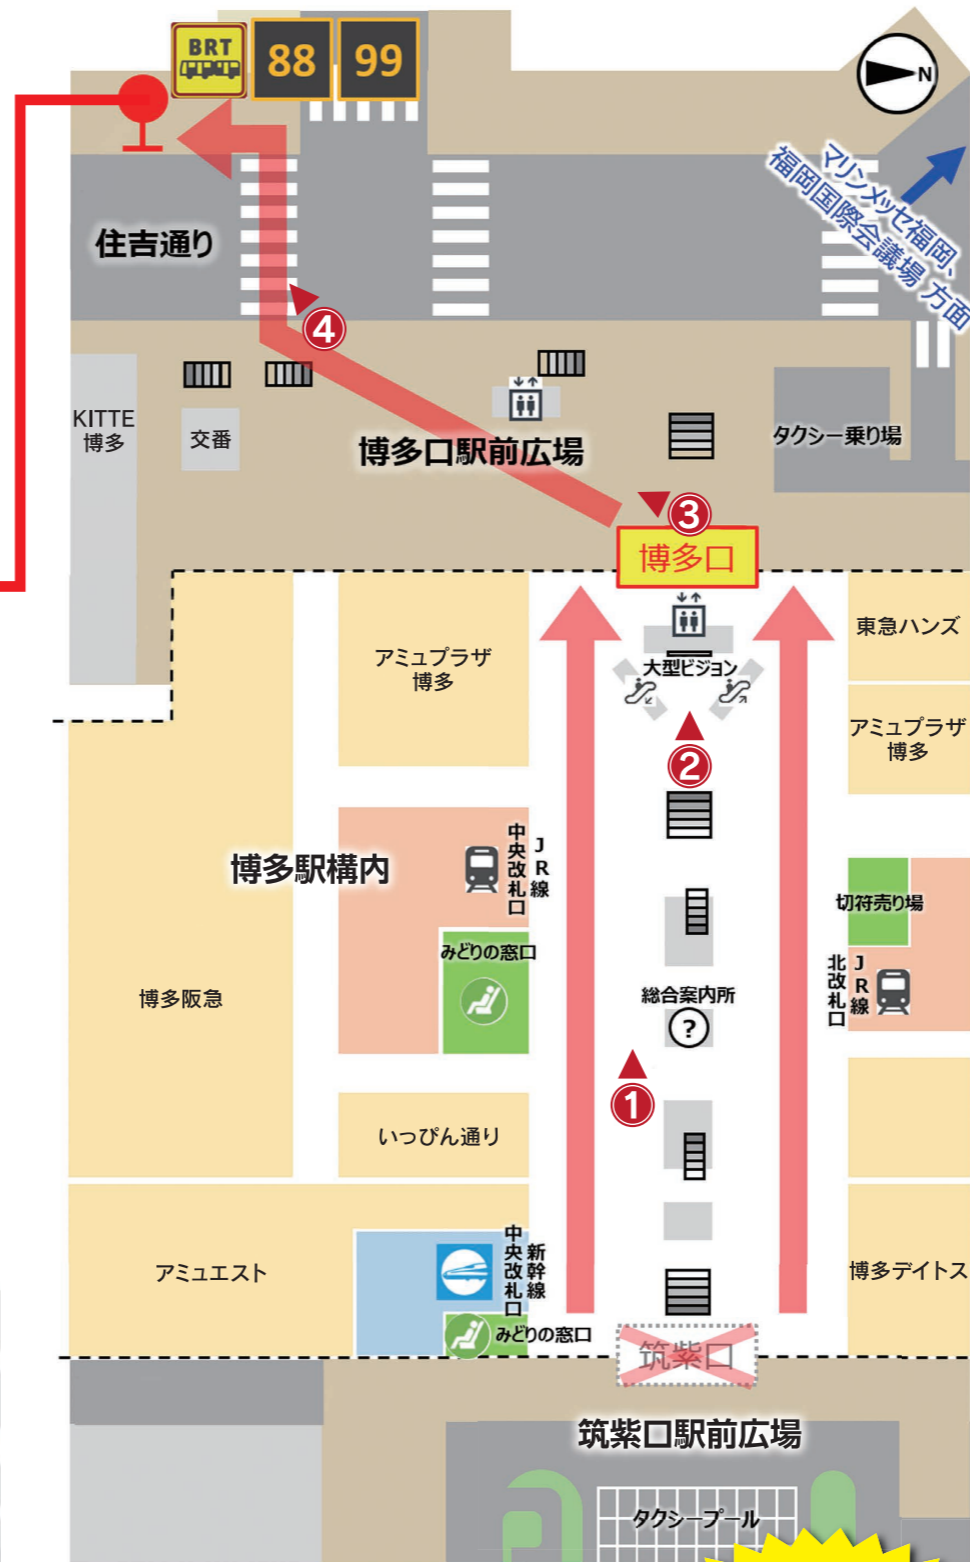 BRT
88
99
N
マリンメッセ福岡、
福岡国際会議場 方面
住吉通り
4
KITTE
博多
交番
博多口駅前広場
タクシー乗り場
3
博多口
東急ハンズ
アミュプラザ
博多
大型ビジョン
アミュプラザ
博多
2
博多駅構内
JR線
中央改札口
みどりの窓口
切符売り場
JR線
北改札口
博多阪急
総合案内所
?
1
いっぴん通り
アミュエスト
新幹線
中央改札口
みどりの窓口
博多デイトス
筑紫口
筑紫口駅前広場
タクシープール